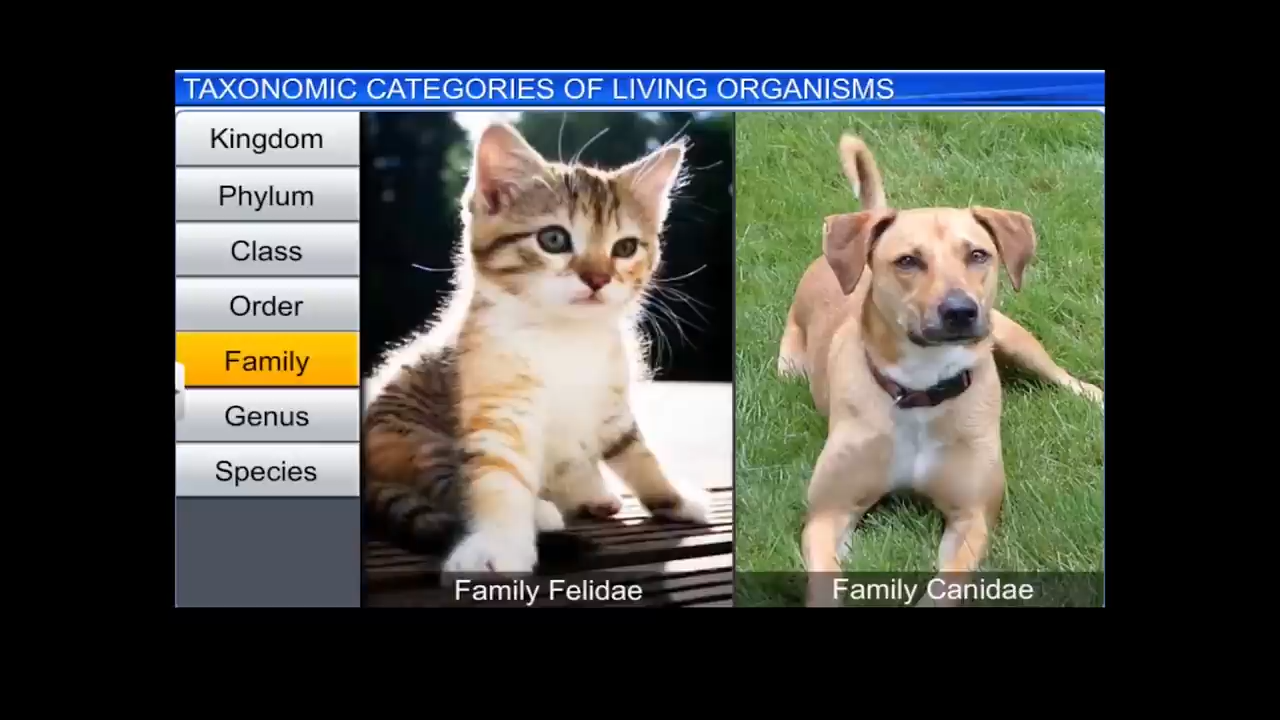 TAXONOMIC CATEGORIES OF LIVING ORGANISMS
Kingdom
Phylum
Class
Order
Family
Genus
Species
Family Felidae
Family Canidae